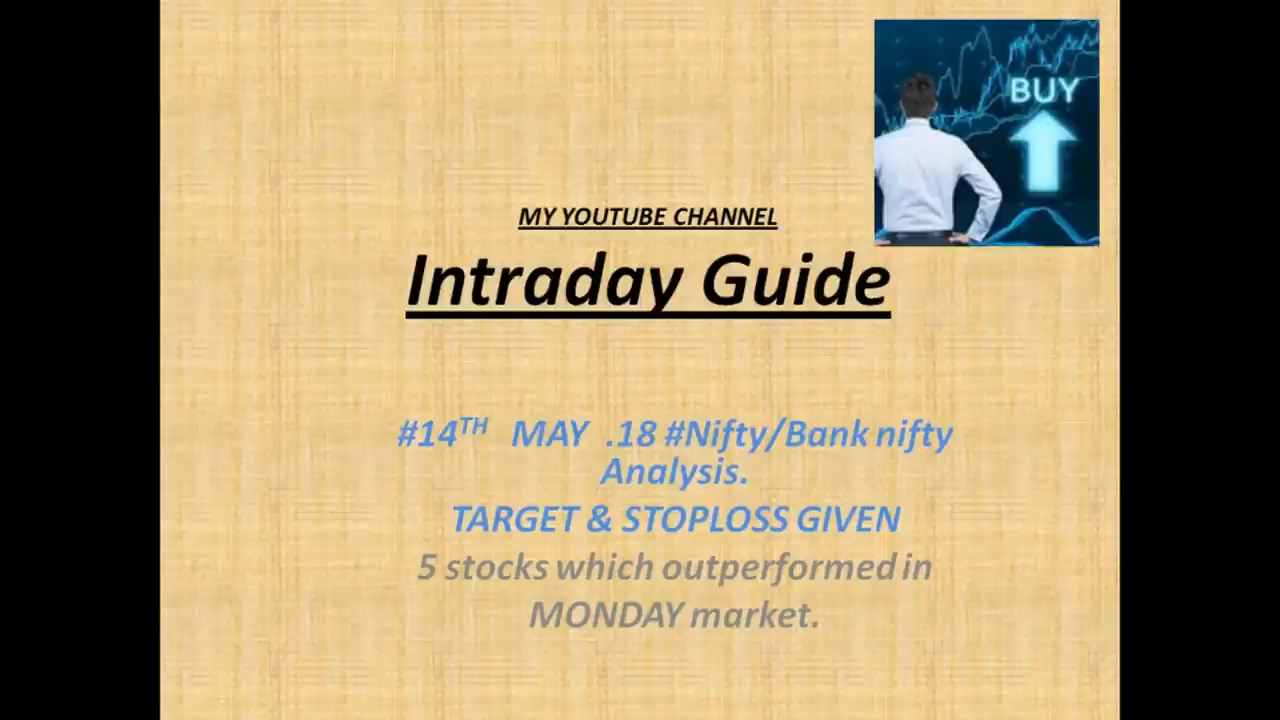 BUY
MY YOUTUBE CHANNEL
Intraday Guide
#14TH MAY .18 #Nifty/Bank nifty
Analysis.
TARGET & STOPLOSS GIVEN
5 stocks which outperformed in
MONDAY market.